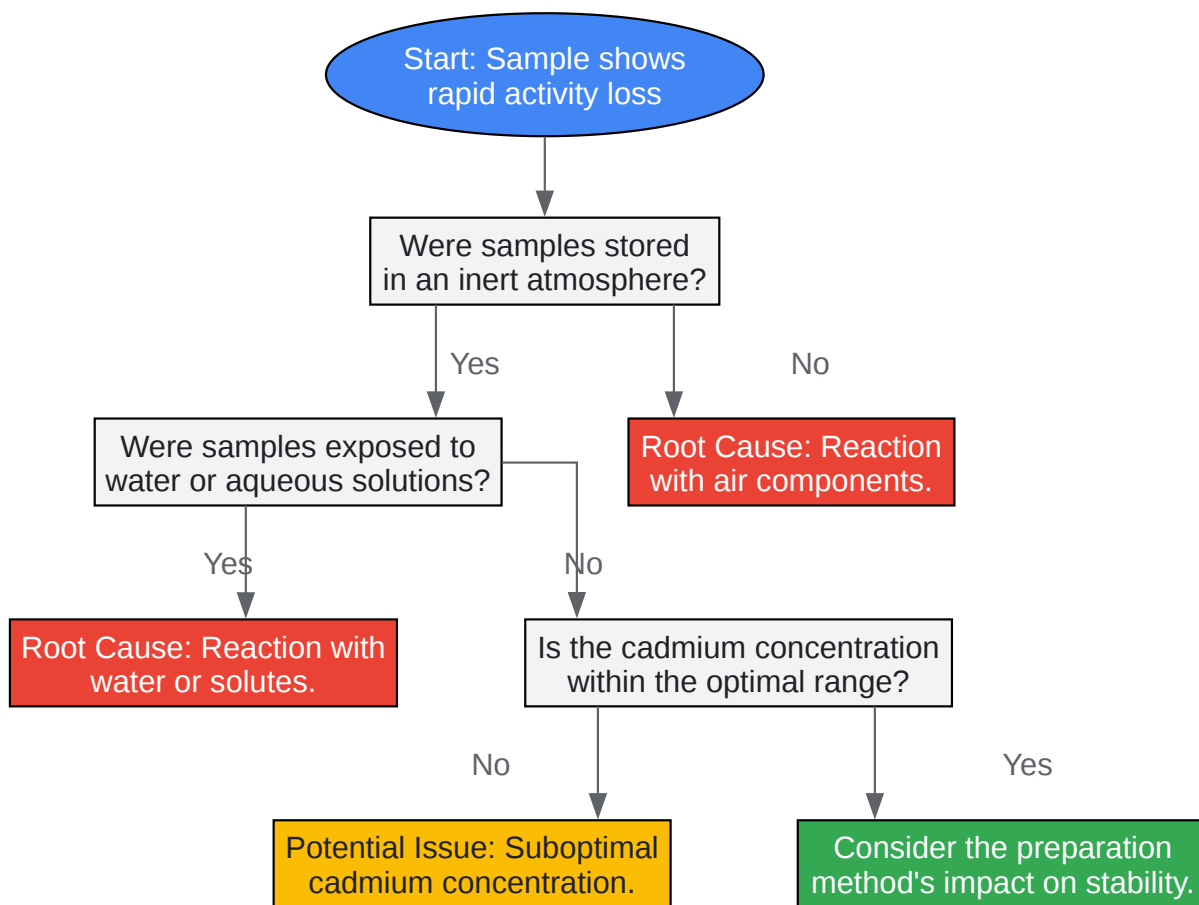 Start: Sample shows
rapid activity loss
Were samples stored
in an inert atmosphere?
Yes
No
Were samples exposed to
water or aqueous solutions?
Root Cause: Reaction
with air components.
Yes
No
Root Cause: Reaction with
water or solutes.
Is the cadmium concentration
within the optimal range?
No
Yes
Potential Issue: Suboptimal
cadmium concentration.
Consider the preparation
method's impact on stability.